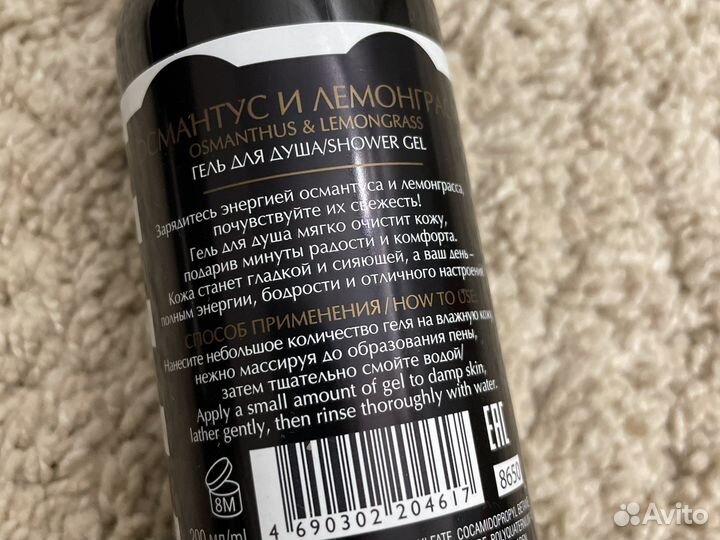 ОСМАНТУС И ЛЕМОНГРАСС
OSMANTHUS & LEMONGRASS
ГЕЛЬ ДЛЯ ДУША/SHOWER GEL
Зарядитесь энергией османтуса и лемонграсса,
почувствуйте их свежесть!
Гель для душа мягко очистит кожу,
подарив минуты радости и комфорта.
Кожа станет гладкой и сияющей, а ваш день –
полным энергии, бодрости и отличного настроения
СПОСОБ ПРИМЕНЕНИЯ / HOW TO USE:
Нанесите небольшое количество геля на влажную кожу,
нежно массируя до образования пены,
затем тщательно смойте водой/
Apply a small amount of gel to damp skin,
lather gently, then rinse thoroughly with water.
8M
EAC
8650
4 690302 204617
200 мл/ml
COCAMIDOPROPYL
Avito